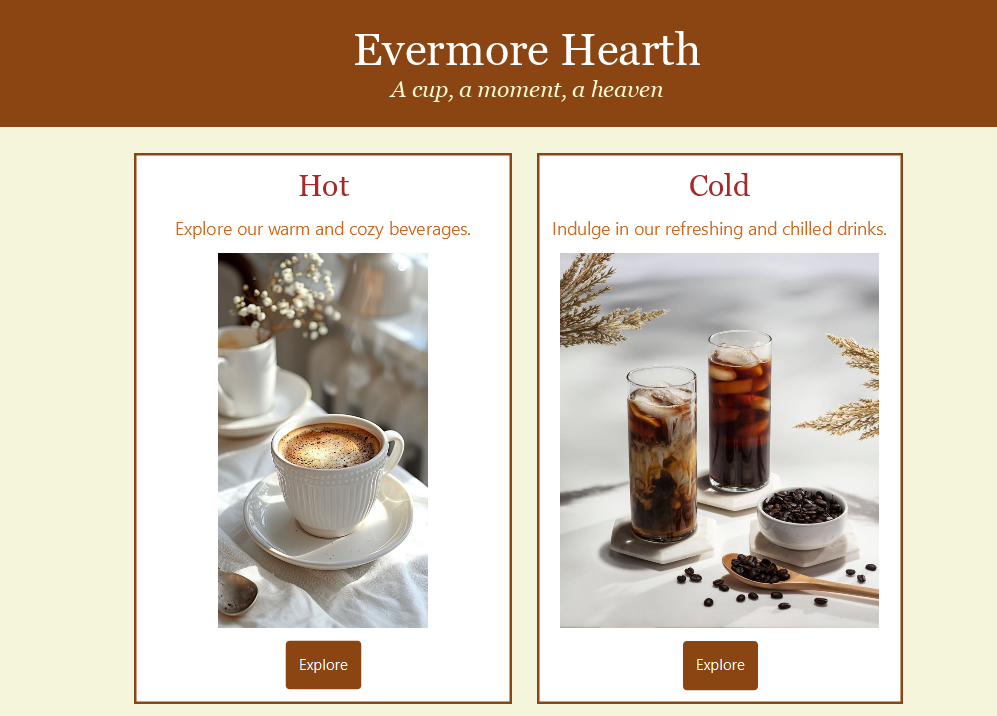 Evermore Hearth
A cup, a moment, a heaven
Hot
Explore our warm and cozy beverages.
Explore
Cold
Indulge in our refreshing and chilled drinks.
Explore